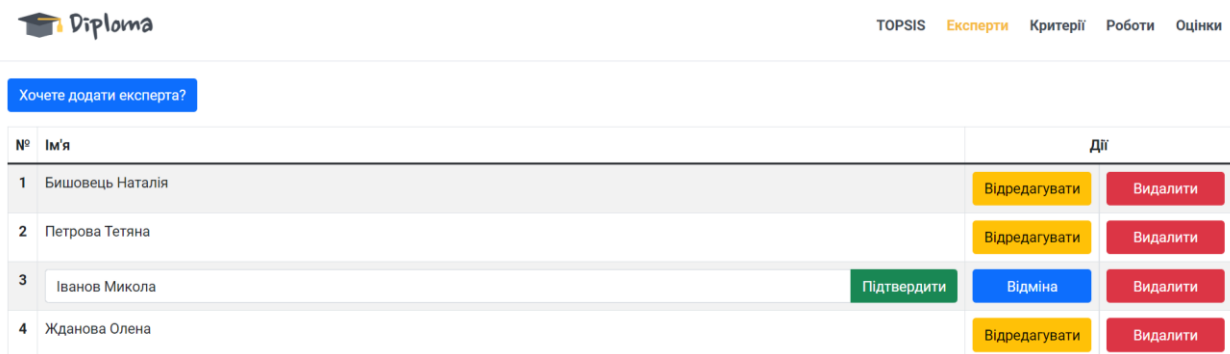 Diploma
TOPSIS Експерти Критерії Роботи Оцінки
Хочете додати експерта?
№ Ім'я Дії
1 Бишовець Наталія Відредагувати Видалити
2 Петрова Тетяна Відредагувати Видалити
3 Іванов Микола Підтвердити Відміна Видалити
4 Жданова Олена Відредагувати Видалити